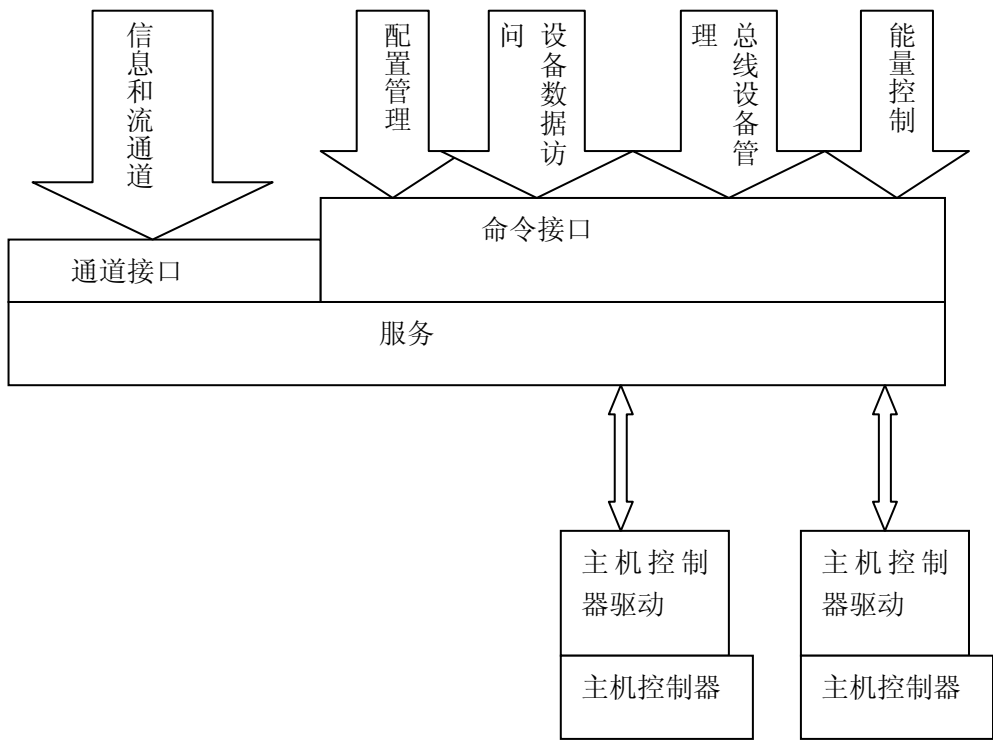 信息和流通道
配置管理
设备数据访
问
总线设备管
理
能量控制
命令接口
通道接口
服务
主机控制
器驱动
主机控制器
主机控制
器驱动
主机控制器